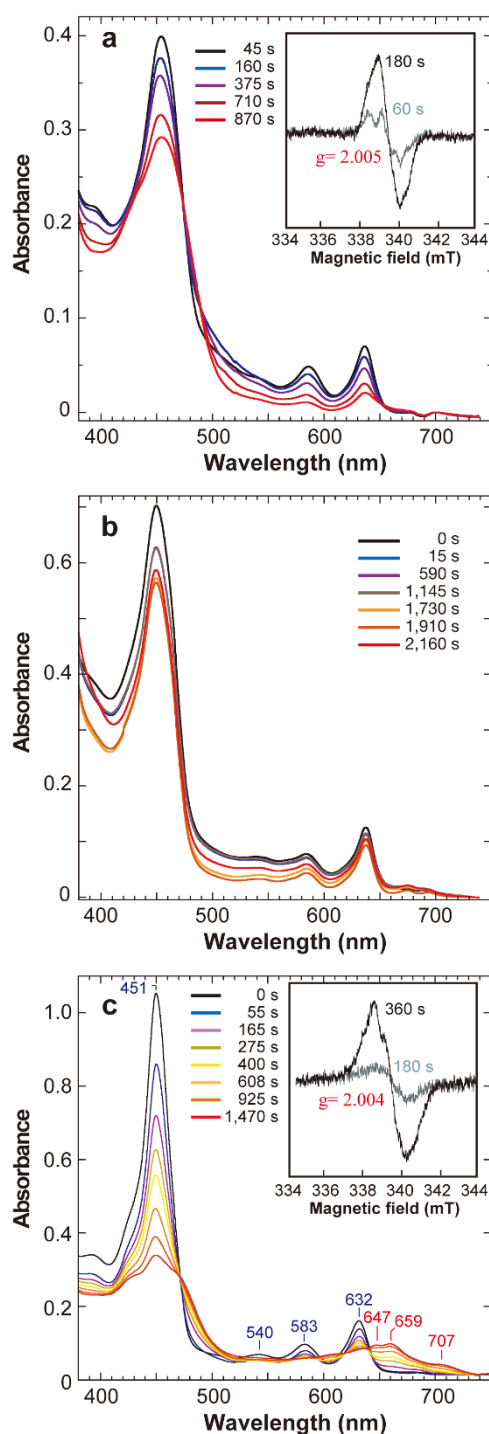 a
45 s
160 s
375 s
710 s
870 s
180 s
60 s
g= 2.005
334 336 338 340 342 344
Magnetic field (mT)
0.4
0.3
0.2
0.1
0
Absorbance
400 500 600 700
Wavelength (nm)
b
0 s
15 s
590 s
1,145 s
1,730 s
1,910 s
2,160 s
0.6
0.4
0.2
0
Absorbance
400 500 600 700
Wavelength (nm)
c
451
0 s
55 s
165 s
275 s
400 s
608 s
925 s
1,470 s
360 s
180 s
g= 2.004
334 336 338 340 342 344
Magnetic field (mT)
1.0
0.8
0.6
0.4
0.2
0
Absorbance
540 583 632 647 659 707
400 500 600 700
Wavelength (nm)